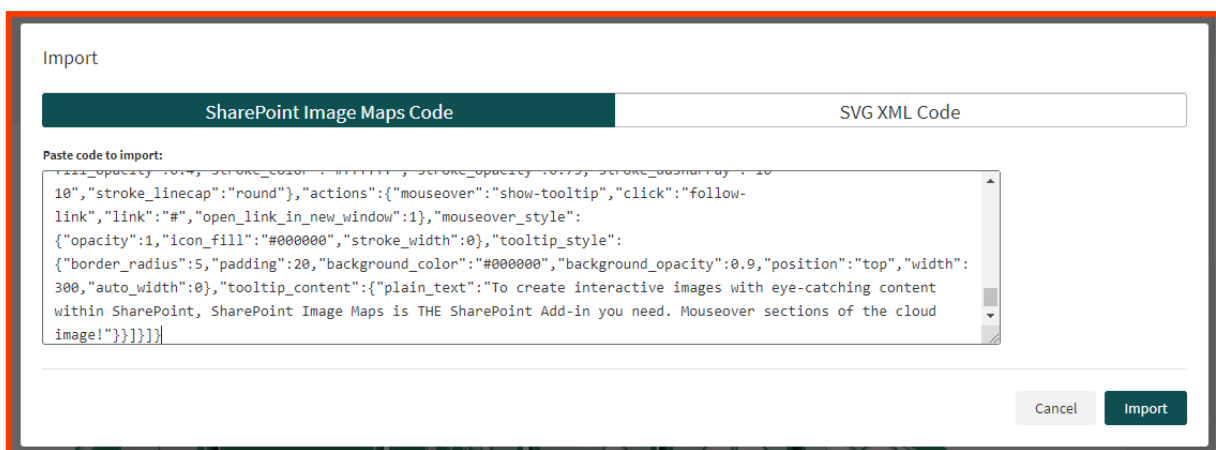 Import
SharePoint Image Maps Code
SVG XML Code
Paste code to import:
10","stroke_linecap":"round"},"actions":{"mouseover":"show-tooltip","click":"follow-
link","link":"#","open_link_in_new_window":1},"mouseover_style":
{"opacity":1,"icon_fill":"#000000","stroke_width":0},"tooltip_style":
{"border_radius":5,"padding":20,"background_color":"#000000","background_opacity":0.9,"position":"top","width":
300,"auto_width":0},"tooltip_content":{"plain_text":"To create interactive images with eye-catching content
within SharePoint, SharePoint Image Maps is THE SharePoint Add-in you need. Mouseover sections of the cloud
image!"}}]}]}
Cancel
Import